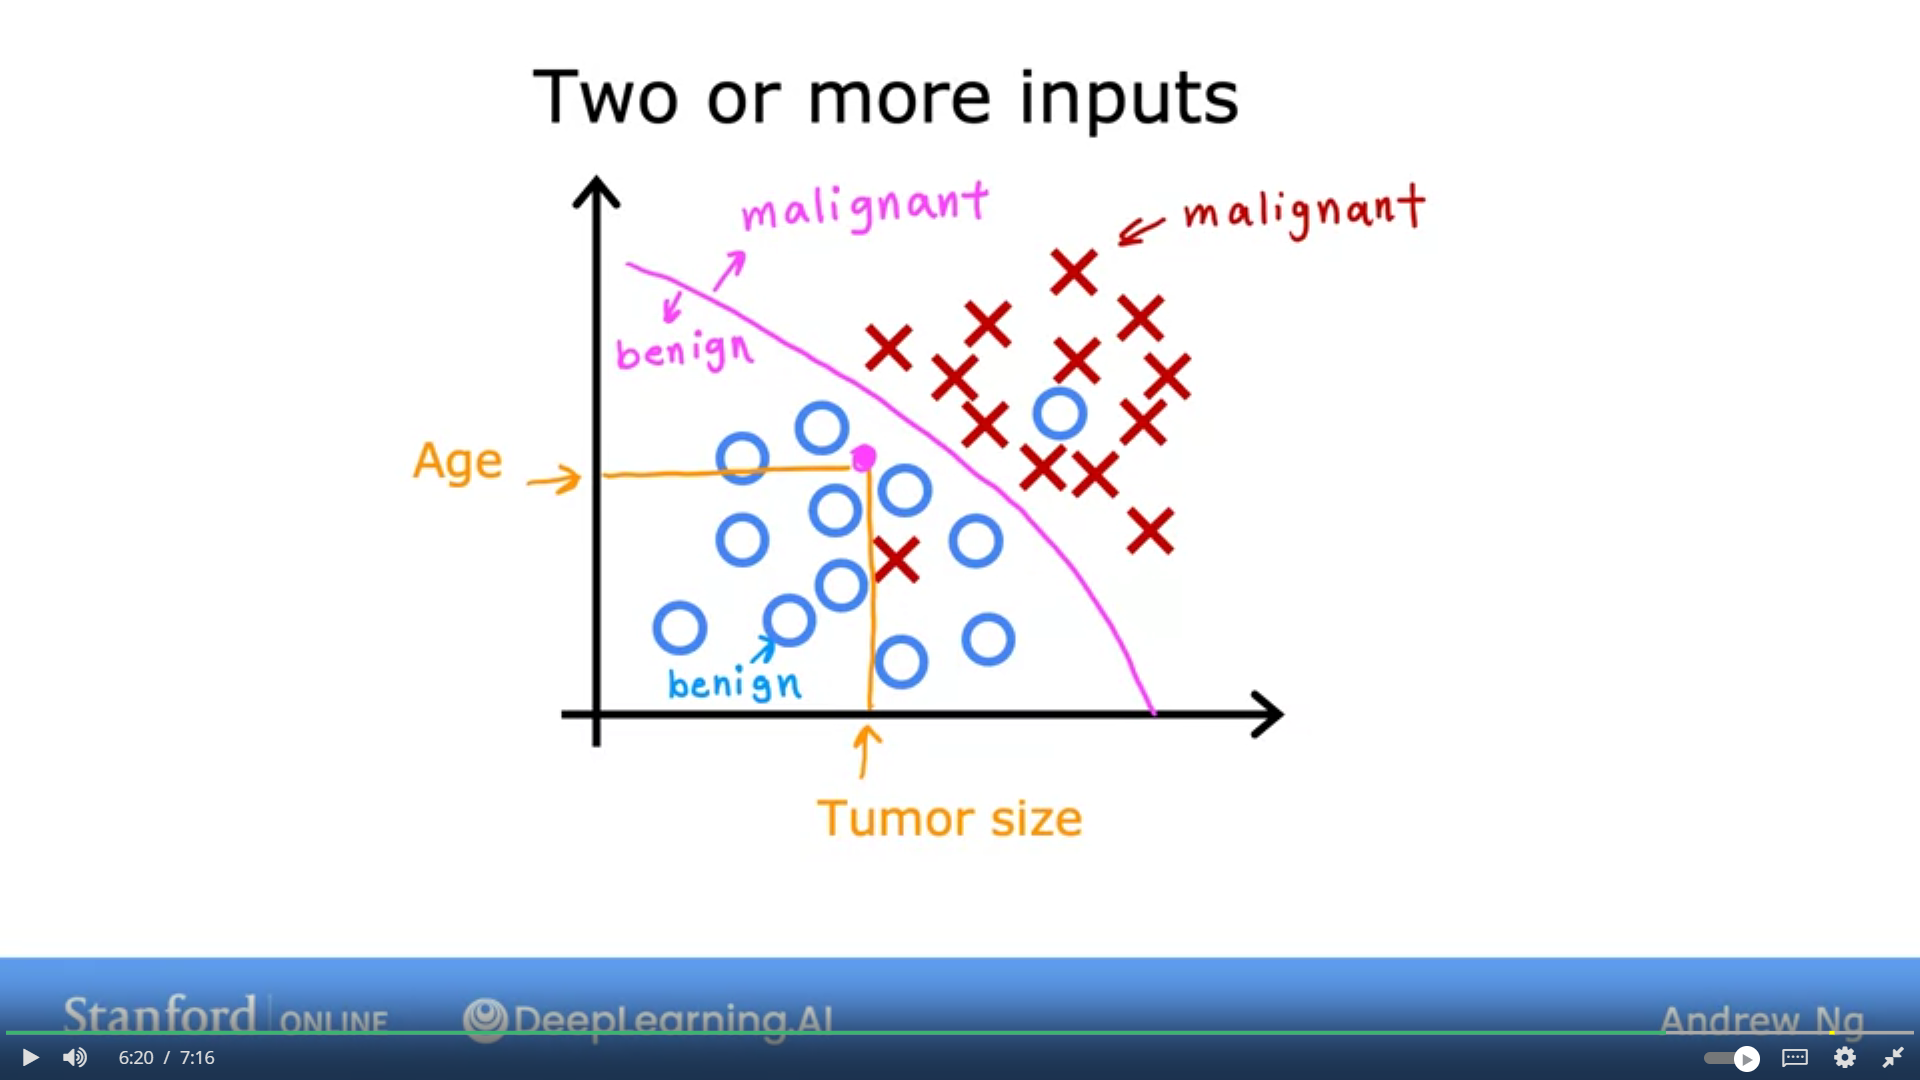 Two or more inputs
malignant
malignant
benign
Age
benign
Tumor size
Stanford ONLINE DeepLearning.AI Andrew Ng
6:20 / 7:16